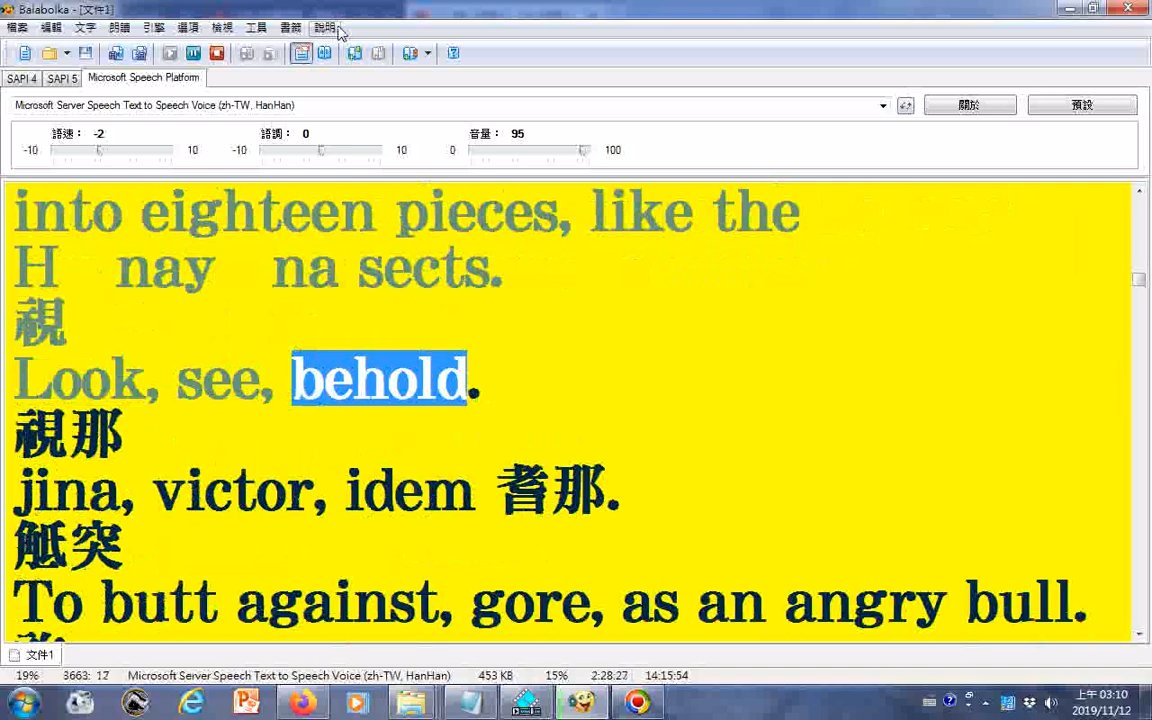 Balabolka - [文件1]
檔案 編輯 文字 朗讀 引擎 選項 檢視 工具 書籤 說明
SAPI 4 SAPI 5 Microsoft Speech Platform
Microsoft Server Speech Text to Speech Voice (zh-TW, HanHan) 關於 預設
語速： -2 語調： 0 音量： 95
-10 10 -10 10 0 100
into eighteen pieces, like the
H nay na sects.
視
Look, see, behold.
視那
jina, victor, idem 耆那.
觝突
To butt against, gore, as an angry bull.
文件1
19% 3663: 17 Microsoft Server Speech Text to Speech Voice (zh-TW, HanHan) 453 KB 15% 2:28:27 14:15:54
上午 03:10
2019/11/12